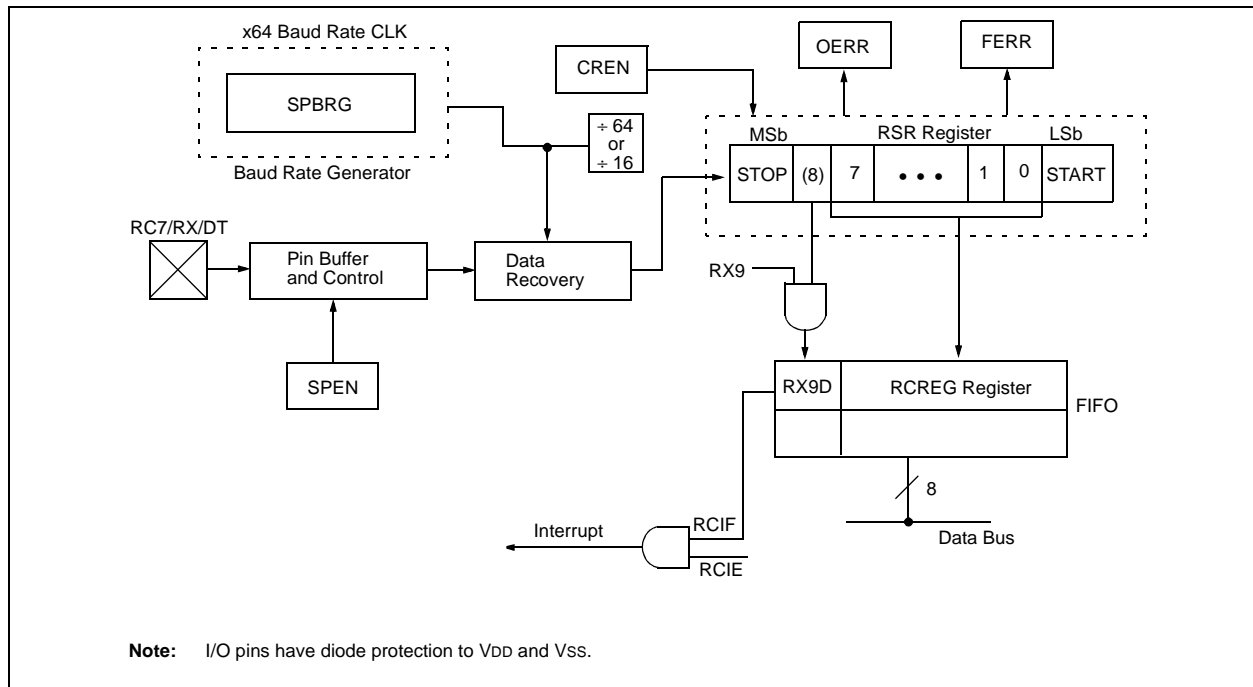 x64 Baud Rate CLK
SPBRG
Baud Rate Generator
CREN
OERR
FERR
÷ 64
or
÷ 16
MSb
RSR Register
LSb
STOP
(8)
7
• • •
1
0
START
RC7/RX/DT
Pin Buffer
and Control
Data
Recovery
SPEN
RX9
RX9D
RCREG Register
FIFO
8
Data Bus
Interrupt
RCIF
RCIE
Note: I/O pins have diode protection to VDD and VSS.